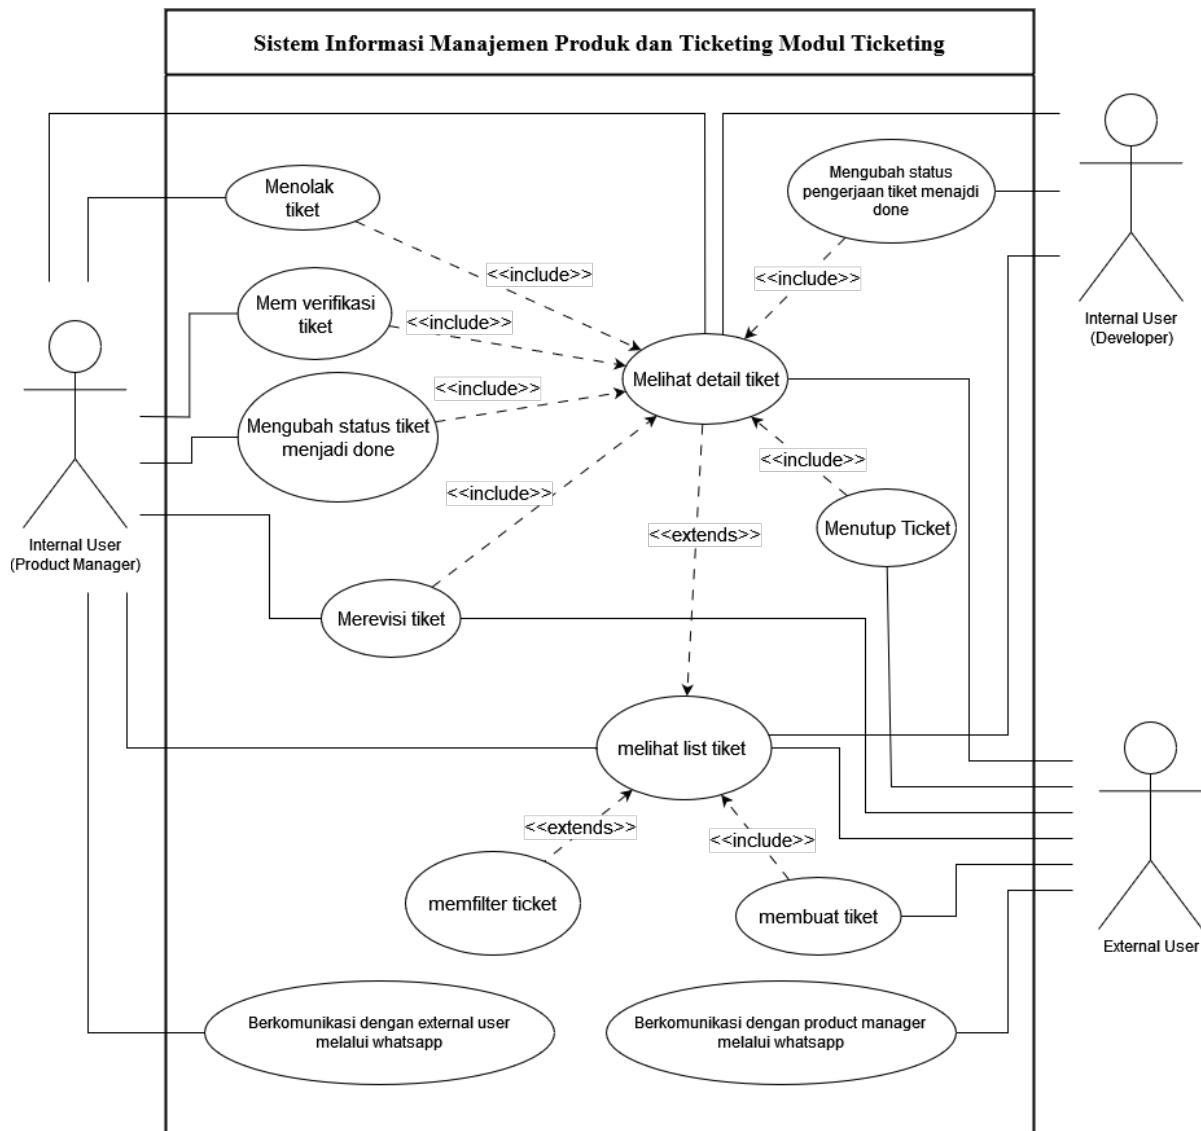 Sistem Informasi Manajemen Produk dan Ticketing Modul Ticketing
Menolak
tiket
Mengubah status
pengerjaan tiket menajdi
done
<<include>>
<<include>>
Mem verifikasi
tiket
<<include>>
Internal User
(Developer)
Melihat detail tiket
<<include>>
Mengubah status tiket
menjadi done
<<include>>
<<include>>
Menutup Ticket
<<extends>>
Internal User
(Product Manager)
Merevisi tiket
melihat list tiket
<<extends>>
<<include>>
memfilter ticket
membuat tiket
External User
Berkomunikasi dengan external user
melalui whatsapp
Berkomunikasi dengan product manager
melalui whatsapp